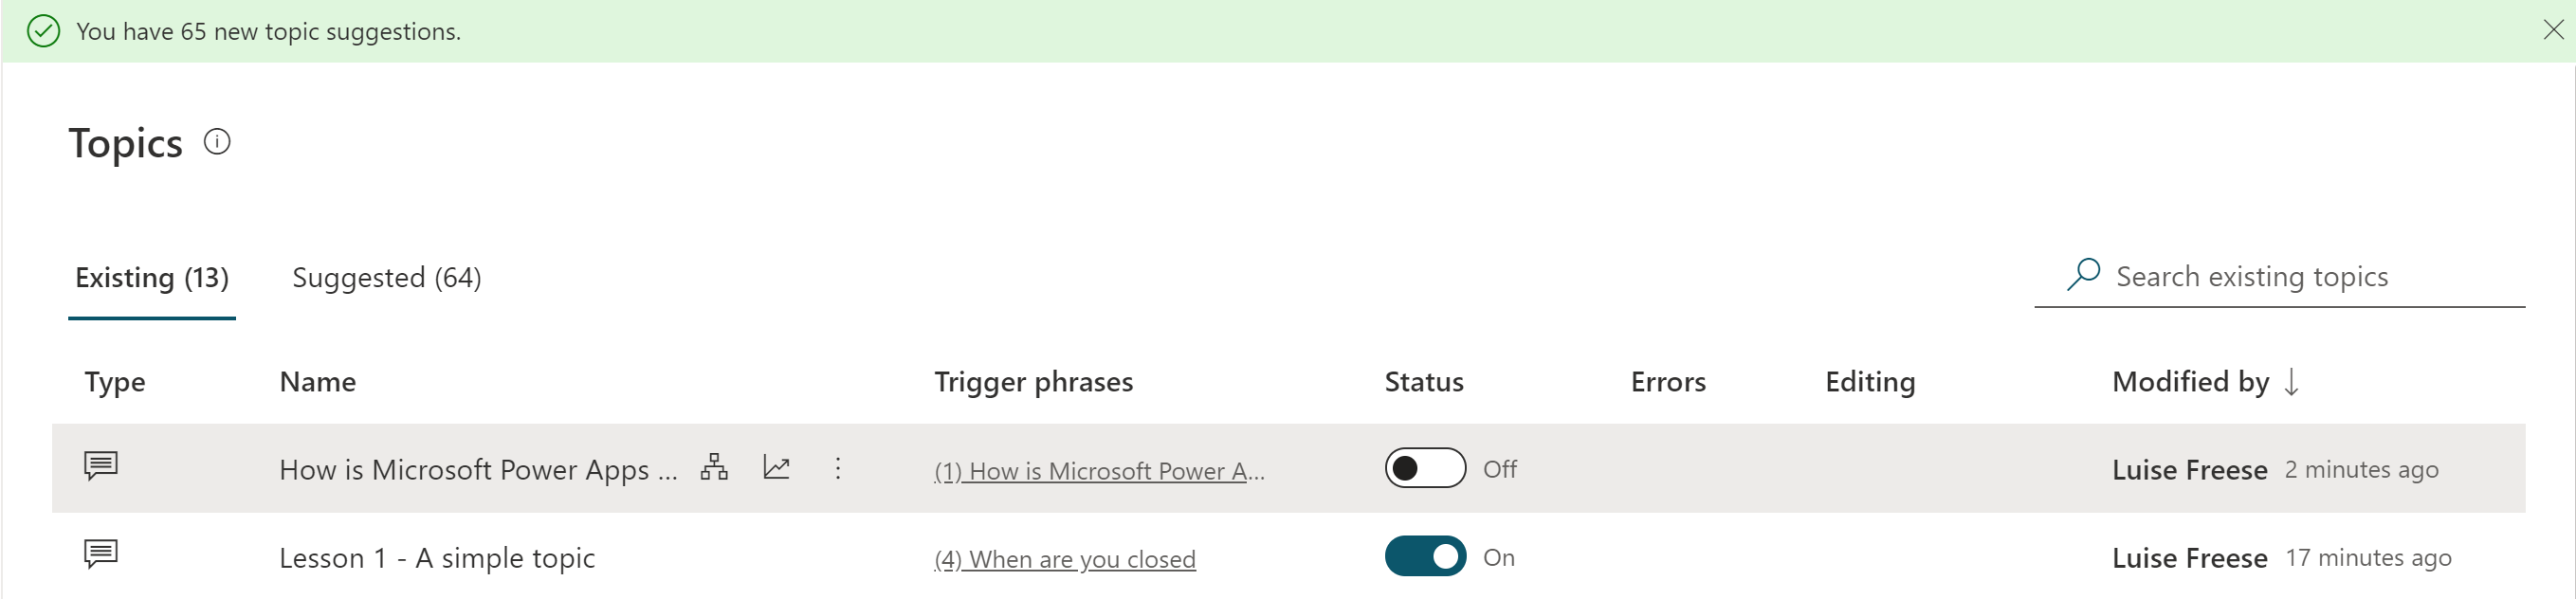 You have 65 new topic suggestions.
Topics
Existing (13) Suggested (64) Search existing topics
Type Name Trigger phrases Status Errors Editing Modified by
How is Microsoft Power Apps ... (1) How is Microsoft Power A... Off Luise Freese 2 minutes ago
Lesson 1 - A simple topic (4) When are you closed On Luise Freese 17 minutes ago